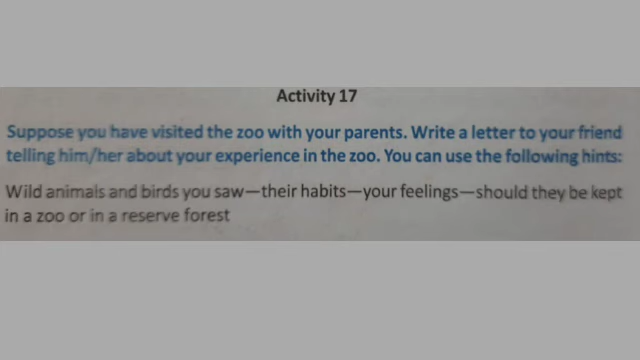 Activity 17
Suppose you have visited the zoo with your parents. Write a letter to your friend
telling him/her about your experience in the zoo. You can use the following hints:
Wild animals and birds you saw—their habits—your feelings—should they be kept
in a zoo or in a reserve forest